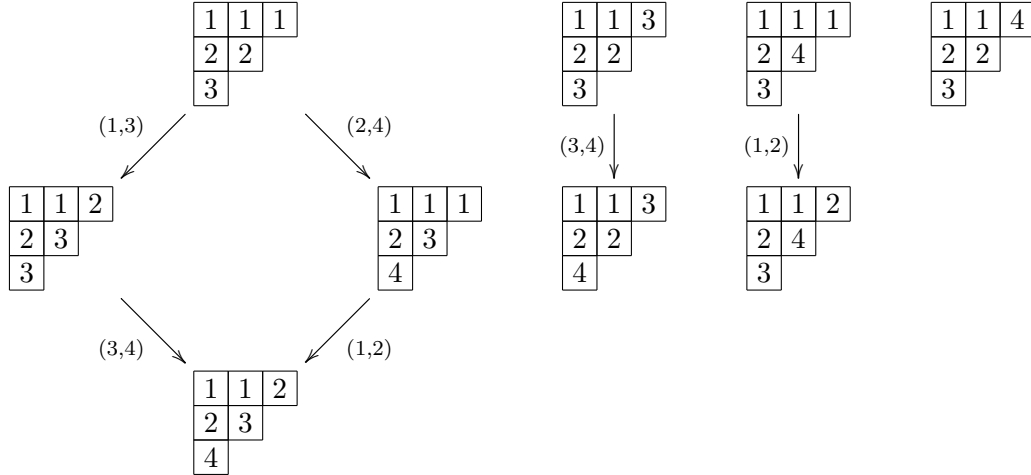 1 1 1 1 1 3 1 1 1 1 1 4
2 2 2 2 2 4 2 2
3 3 3 3
(1,3) (2,4) (3,4) (1,2)
1 1 2 1 1 1 1 1 3 1 1 2
2 3 2 3 2 2 2 4
3 4 4 3
(3,4) (1,2)
1 1 2
2 3
4